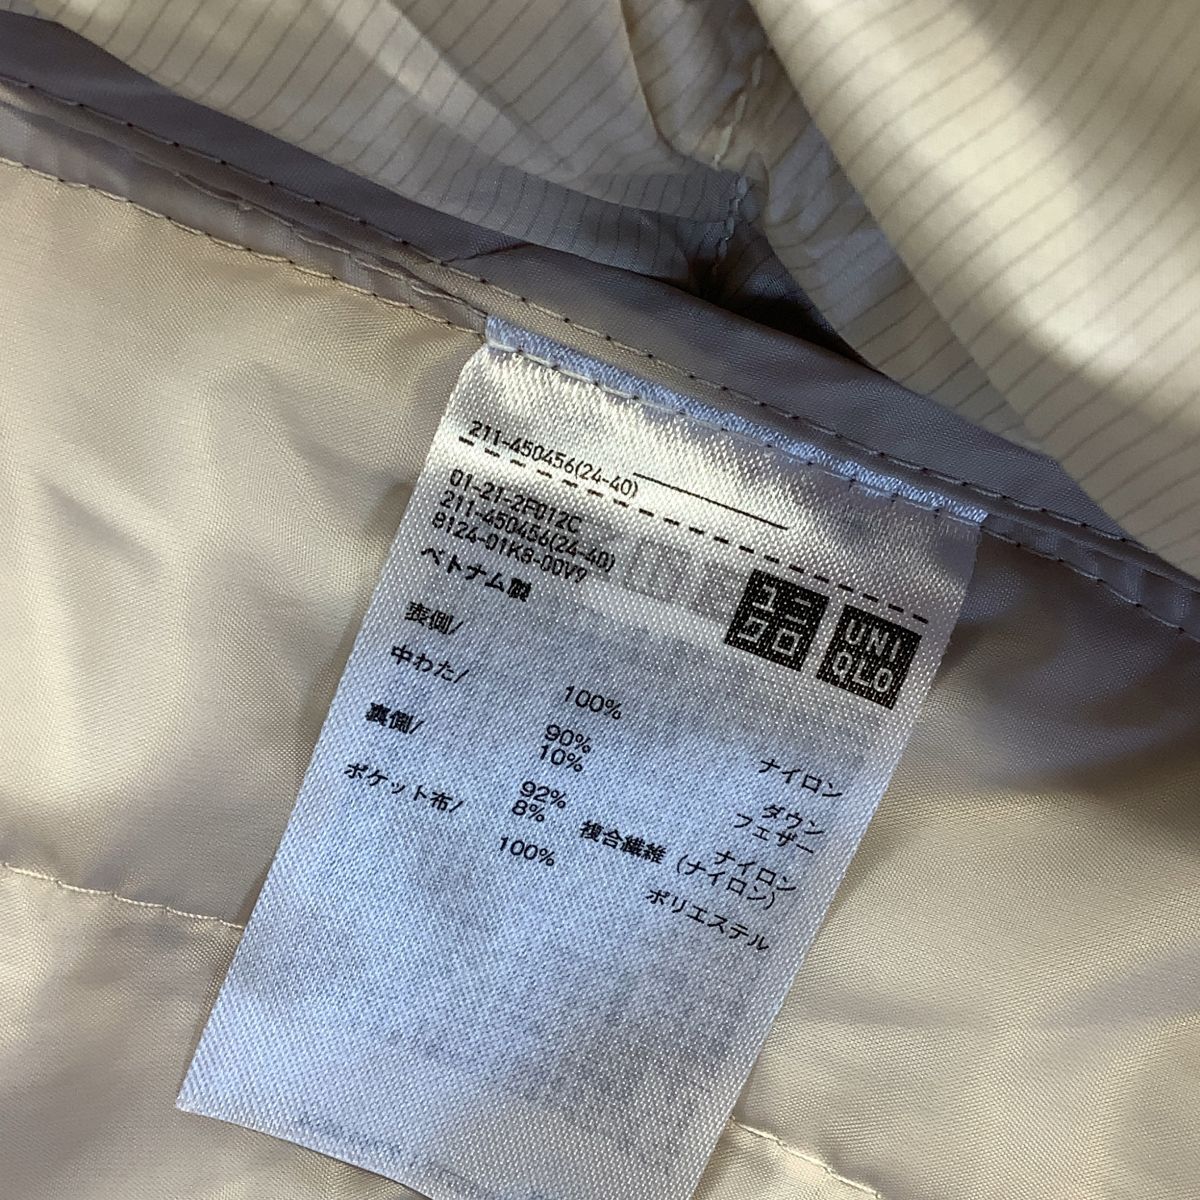 211-450456(24-40)
01-21-2F012C
211-450456(24-40)
8124-01K8-00V9
ベトナム製
ユニクロ
UNIQLO
表側/ 100% ナイロン
中わた/ 90% ダウン
10% フェザー
裏側/ 92% ナイロン
8% 複合繊維(ナイロン)
ポケット布/ 100% ポリエステル